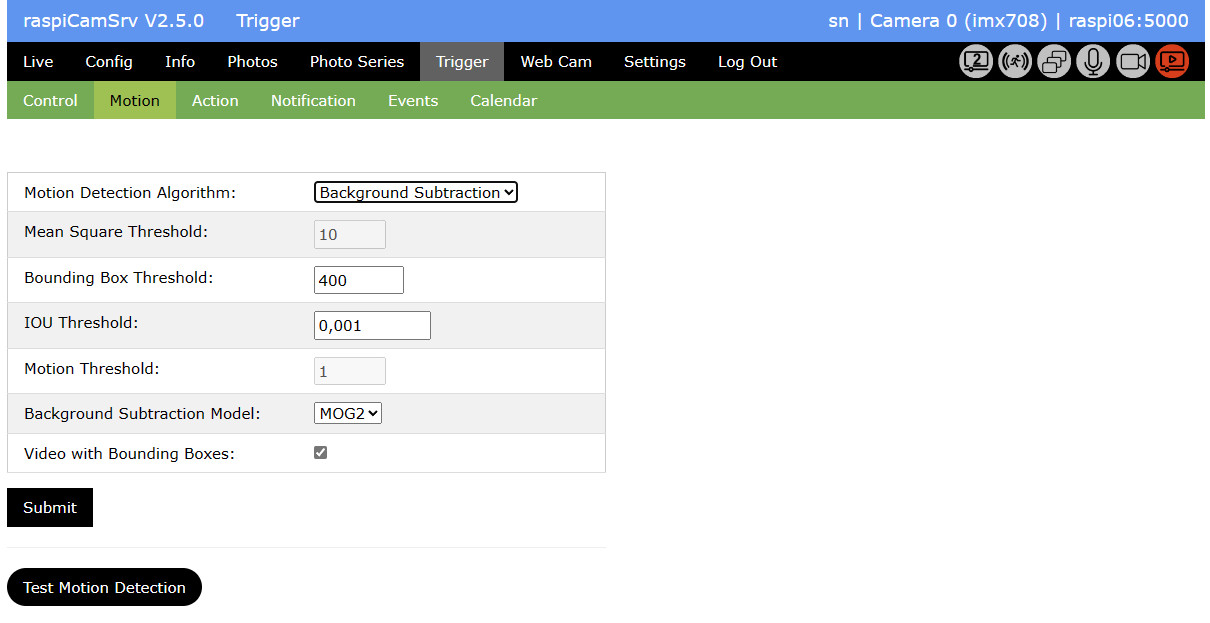 raspiCamSrv V2.5.0 Trigger sn | Camera 0 (imx708) | raspi06:5000
Live Config Info Photos Photo Series Trigger Web Cam Settings Log Out 2
Control Motion Action Notification Events Calendar
Motion Detection Algorithm: Background Subtraction
Mean Square Threshold: 10
Bounding Box Threshold: 400
IOU Threshold: 0,001
Motion Threshold: 1
Background Subtraction Model: MOG2
Video with Bounding Boxes:
Submit
Test Motion Detection